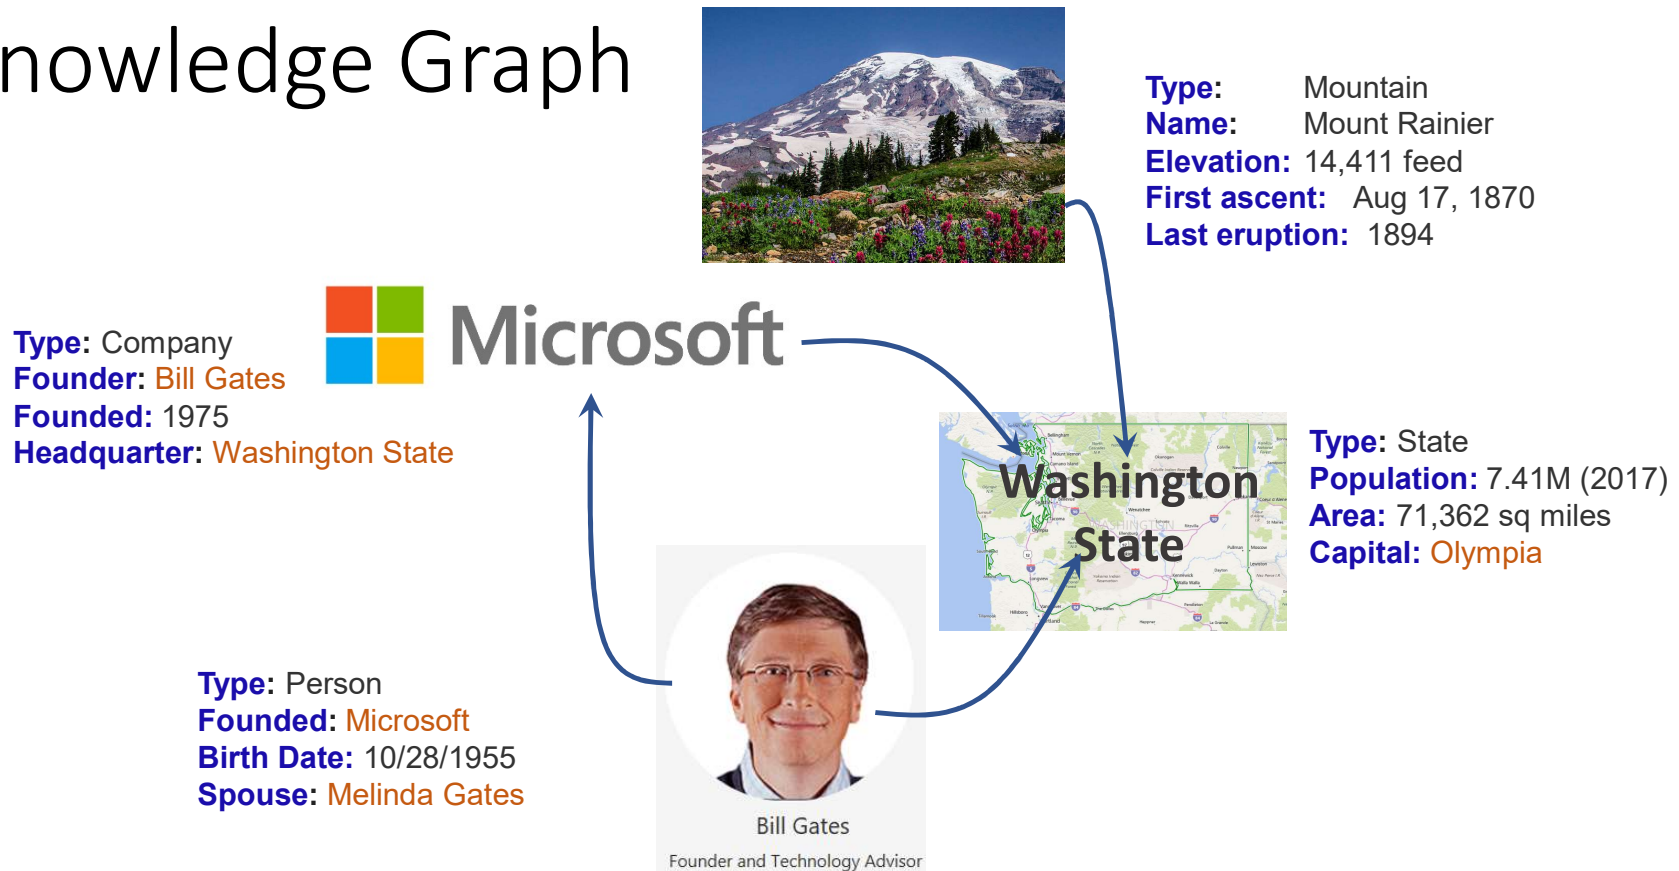 nowledge Graph
Type: Mountain
Name: Mount Rainier
Elevation: 14,411 feed
First ascent: Aug 17, 1870
Last eruption: 1894
Microsoft
Type: Company
Founder: Bill Gates
Founded: 1975
Headquarter: Washington State
Washington
State
Type: State
Population: 7.41M (2017)
Area: 71,362 sq miles
Capital: Olympia
Type: Person
Founded: Microsoft
Birth Date: 10/28/1955
Spouse: Melinda Gates
Bill Gates
Founder and Technology Advisor